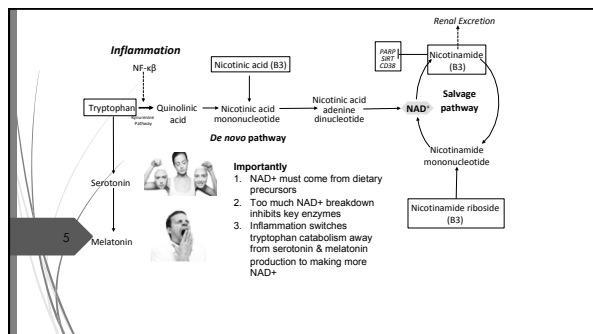 Renal Excretion
Inflammation
NF-κβ
PARP
SIRT
CD38
Nicotinamide
(B3)
Nicotinic acid (B3)
Salvage
pathway
Tryptophan
Kynurenine
Pathway
Quinolinic
acid
Nicotinic acid
mononucleotide
Nicotinic acid
adenine
dinucleotide
NAD+
De novo pathway
Nicotinamide
mononucleotide
Serotonin
Importantly
1. NAD+ must come from dietary
precursors
2. Too much NAD+ breakdown
inhibits key enzymes
3. Inflammation switches
tryptophan catabolism away
from serotonin & melatonin
production to making more
NAD+
Nicotinamide riboside
(B3)
5
Melatonin